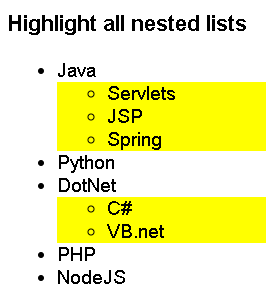 Highlight all nested lists
Java
Servlets
JSP
Spring
Python
DotNet
C#
VB.net
PHP
NodeJS